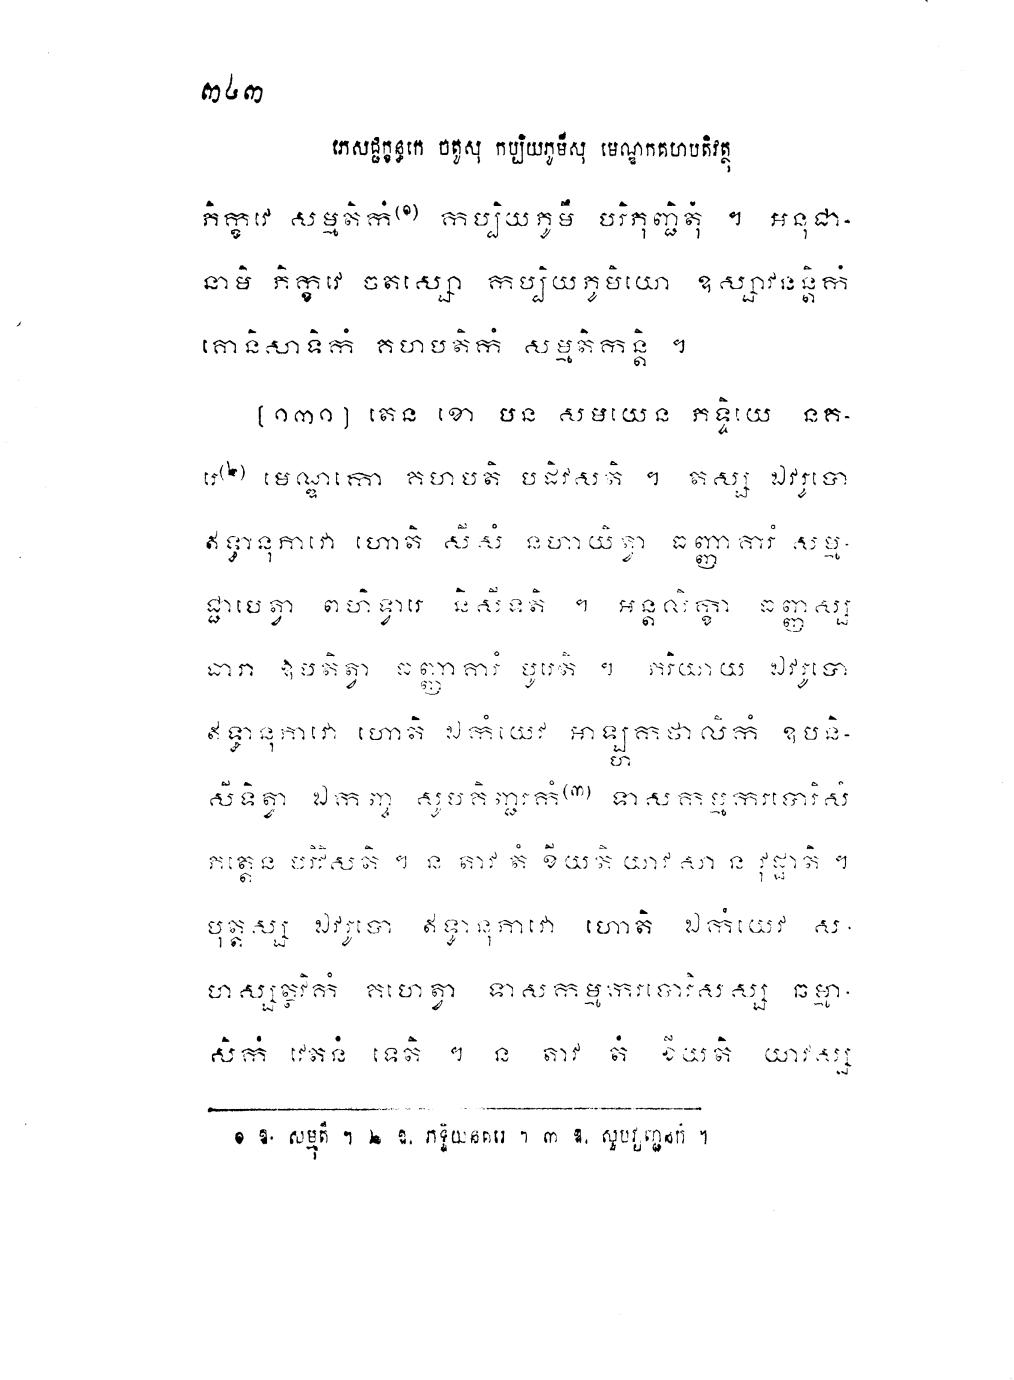 ៣៤៣
ភេសជ្ជក្ខន្ធកេ ចតូសុ កប្បិយភូមីសុ មេណ្ឌកគហបតិវត្ថុ
ភិក្ខវេ សម្មតិកំ(១) កប្បិយភូមឹ បរិភុញ្ជិតុំ ។ អនុជា-
នាមិ ភិក្ខវេ ចតស្សោ កប្បិយភូមិយោ ឧស្សាវនន្តិកំ
គោនិសាទិកំ គហបតិកំ សម្មតិកន្តិ ។
[១៣១] តេន ខោ បន សមយេន ភទ្ទិយេ នគ-
រេ(២) មេណ្ឌកោ គហបតិ បដិវសតិ ។ តស្ស ឯវរូបោ
ឥទ្ធានុភាវោ ហោតិ សីសំ នហាយិត្វា ធញ្ញាគារំ សម្ម-
ជ្ជាបេត្វា ពហិទ្វារេ និសីទតិ ។ អន្តលិក្ខា ធញ្ញស្ស
ធារា ឱបតិត្វា ធញ្ញាគារំ បូរេតិ ។ ភរិយាយ ឯវរូបោ
ឥទ្ធានុភាវោ ហោតិ ឯកំយេវ អាឡ្ហកថាលិកំ ឧបនិ-
សីទិត្វា ឯកញ្ច សូបភិញ្ជរកំ(៣) ទាសកម្មករបោរិសំ
ភត្តេន បរិវិសតិ ។ ន តាវ តំ ខីយតិ យាវ សា ន វុដ្ឋាតិ ។
បុត្តស្ស ឯវរូបោ ឥទ្ធានុភាវោ ហោតិ ឯកំយេវ ស-
ហស្សត្ថវិកំ គហេត្វា ទាសកម្មករបោរិសស្ស ឆម្មា-
សិកំ វេតនំ ទេតិ ។ ន តាវ តំ ខីយតិ យាវស្ស
១ ឱ. សម្មុតឹ ។ ២ ឱ. ភទ្ទិយនគរេ ។ ៣ ឱ. សូបវ្យញ្ជនកំ ។